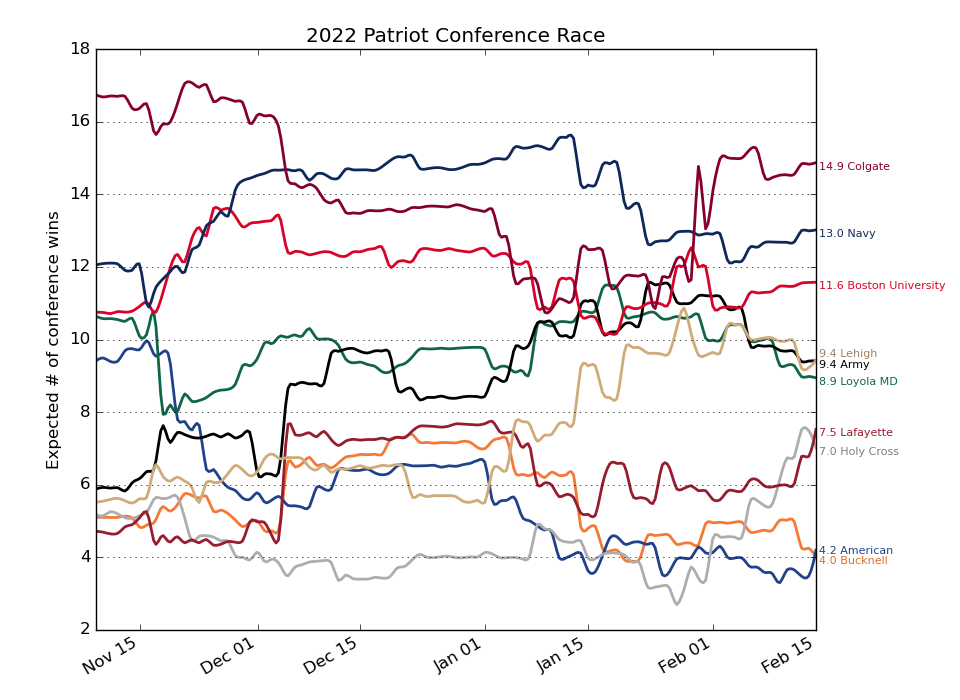 2022 Patriot Conference Race
Expected # of conference wins
18
16
14
12
10
8
6
4
2
Nov 15
Dec 01
Dec 15
Jan 01
Jan 15
Feb 01
Feb 15
14.9 Colgate
13.0 Navy
11.6 Boston University
9.4 Lehigh
9.4 Army
8.9 Loyola MD
7.5 Lafayette
7.0 Holy Cross
4.2 American
4.0 Bucknell